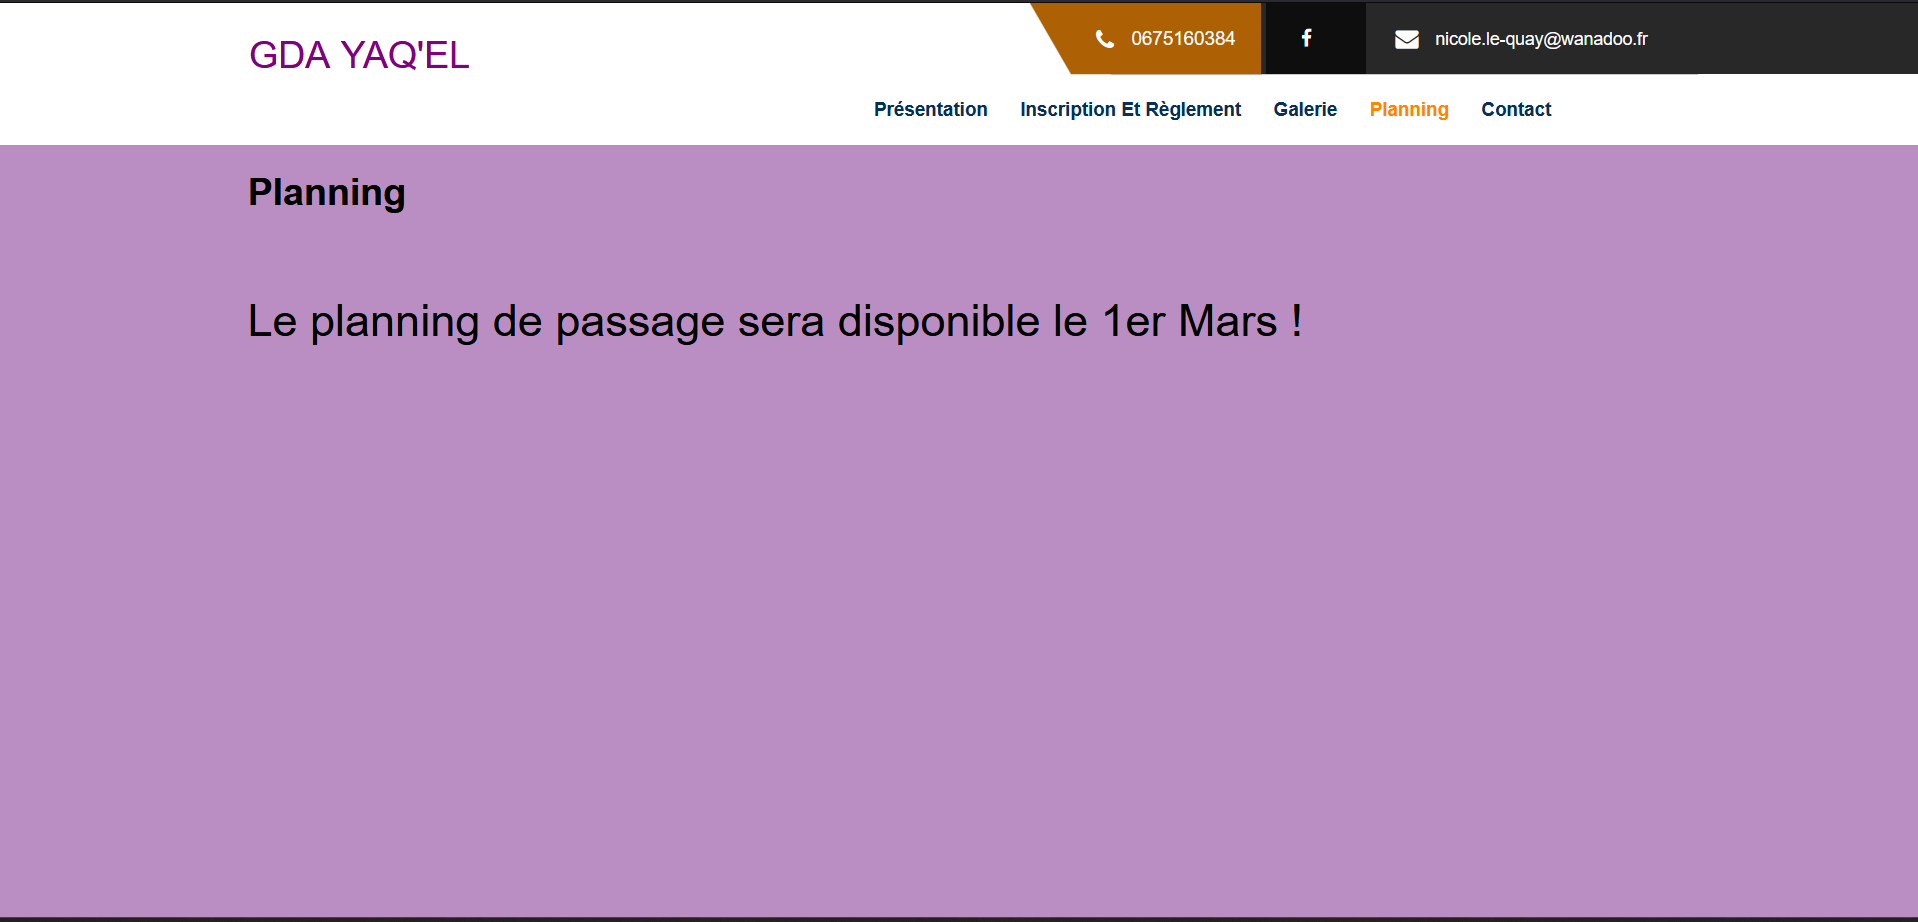 GDA YAQ'EL
0675160384
nicole.le-quay@wanadoo.fr
Présentation Inscription Et Règlement Galerie Planning Contact
Planning
Le planning de passage sera disponible le 1er Mars !